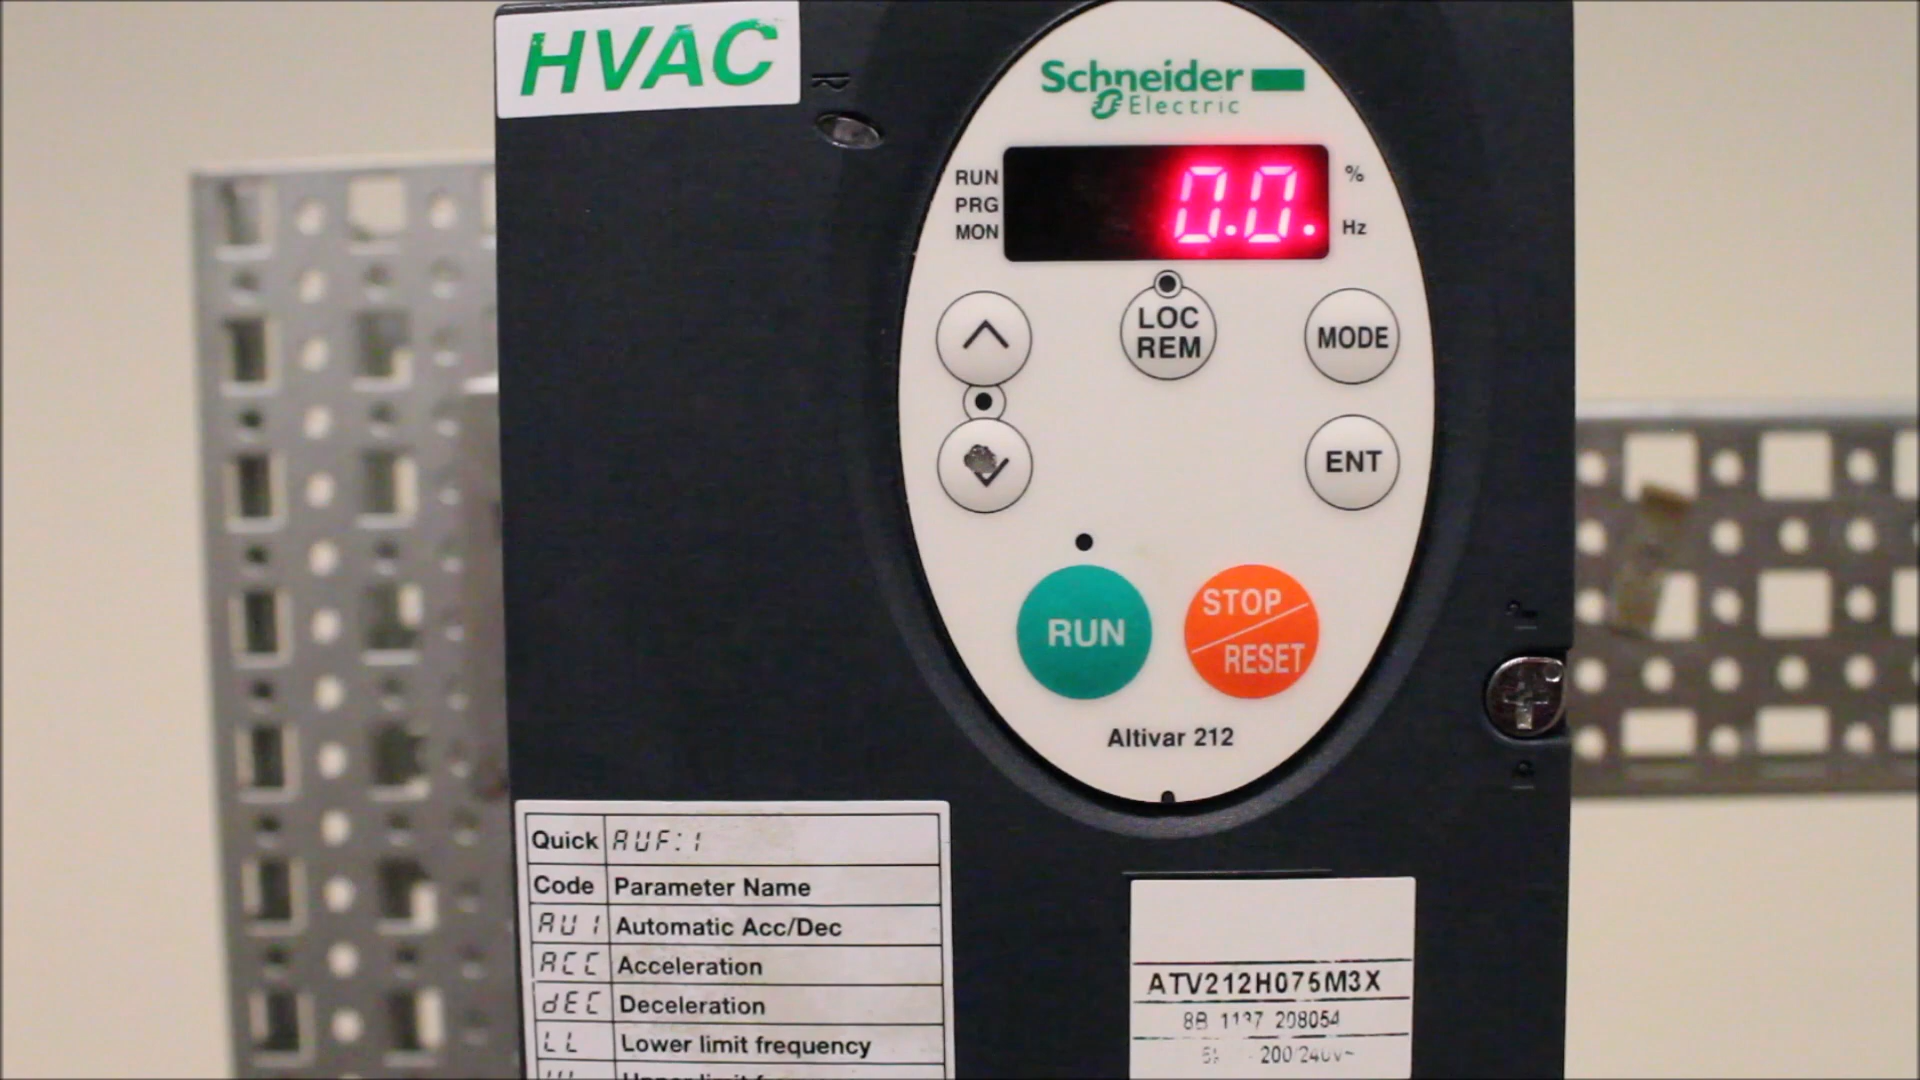 HVAC
Schneider
Electric
RUN
PRG
MON
0.0.
%
Hz
LOC
REM
MODE
ENT
RUN
STOP
RESET
Altivar 212
Quick AUF:1
Code Parameter Name
AU1 Automatic Acc/Dec
ACC Acceleration
dEC Deceleration
LL Lower limit frequency
ATV212H075M3X
8B 1137 208054
200/240V~